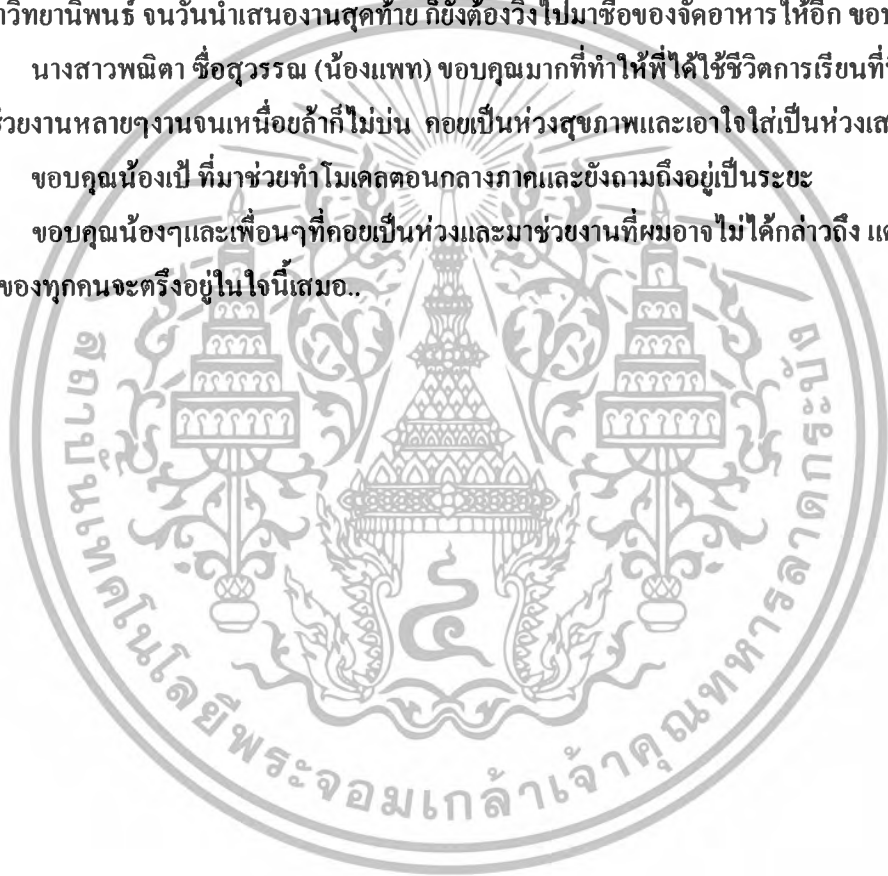 าวิทยานิพนธ์ จนวันนำเสนองานสุดท้าย ก็ยังต้องวิ่งไปมาซื้อของจัดอาหารให้อีก ขอบ
นางสาวพณิตา ซื่อสุวรรณ (น้องแพท) ขอบคุณมากที่ทำให้พี่ได้ใช้ชีวิตการเรียนที่
ช่วยงานหลายๆงานจนเหนื่อยล้าก็ไม่บ่น คอยเป็นห่วงสุขภาพและเอาใจใส่เป็นห่วงเส
ขอบคุณน้องเป้ ที่มาช่วยทำโมเดลตอนกลางภาคและยังถามถึงอยู่เป็นระยะ
ขอบคุณน้องๆและเพื่อนๆที่คอยเป็นห่วงและมาช่วยงานที่ผมอาจไม่ได้กล่าวถึง แต
ของทุกคนจะตรึงอยู่ในใจนี้เสมอ..
สถาบันเทคโนโลยีพระจอมเกล้าเจ้าคุณทหารลาดกระบัง
๔